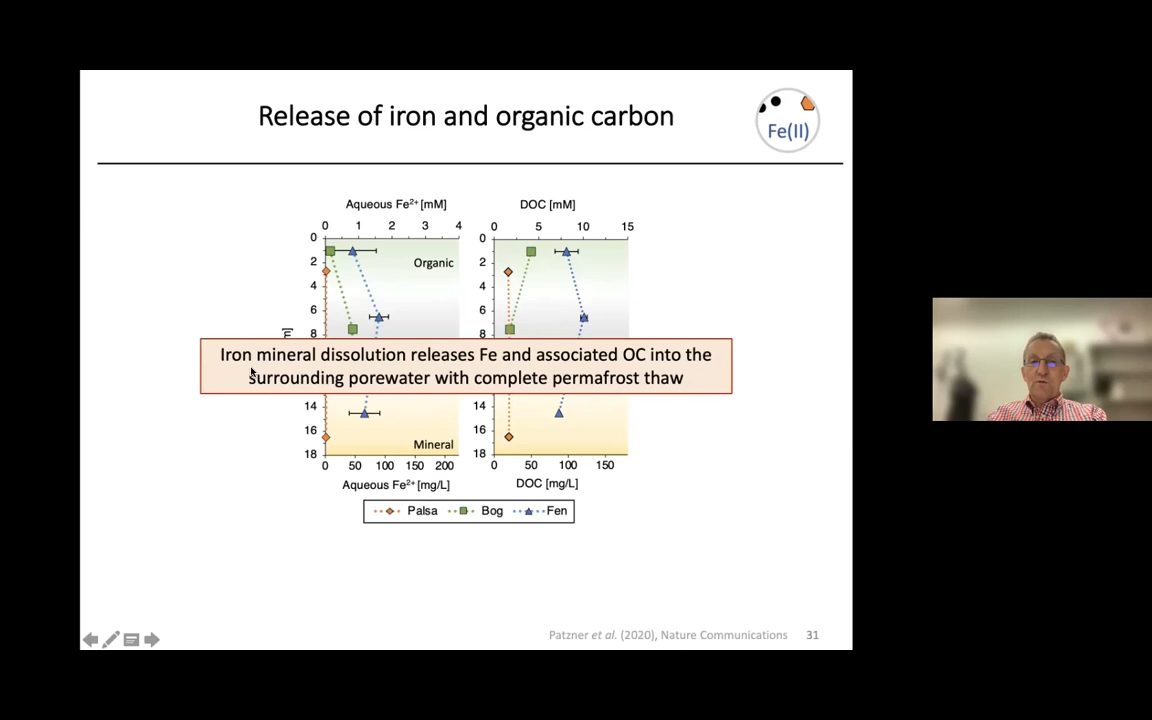 Release of iron and organic carbon
Fe(II)
Aqueous Fe²⁺ [mM]
DOC [mM]
0 1 2 3 4
0 5 10 15
0
2
4
6
8
14
16
18
0
2
4
6
8
14
16
18
Organic
Iron mineral dissolution releases Fe and associated OC into the
surrounding porewater with complete permafrost thaw
Mineral
0 50 100 150 200
0 50 100 150
Aqueous Fe²⁺ [mg/L]
DOC [mg/L]
Palsa Bog Fen
Patzner et al. (2020), Nature Communications 31